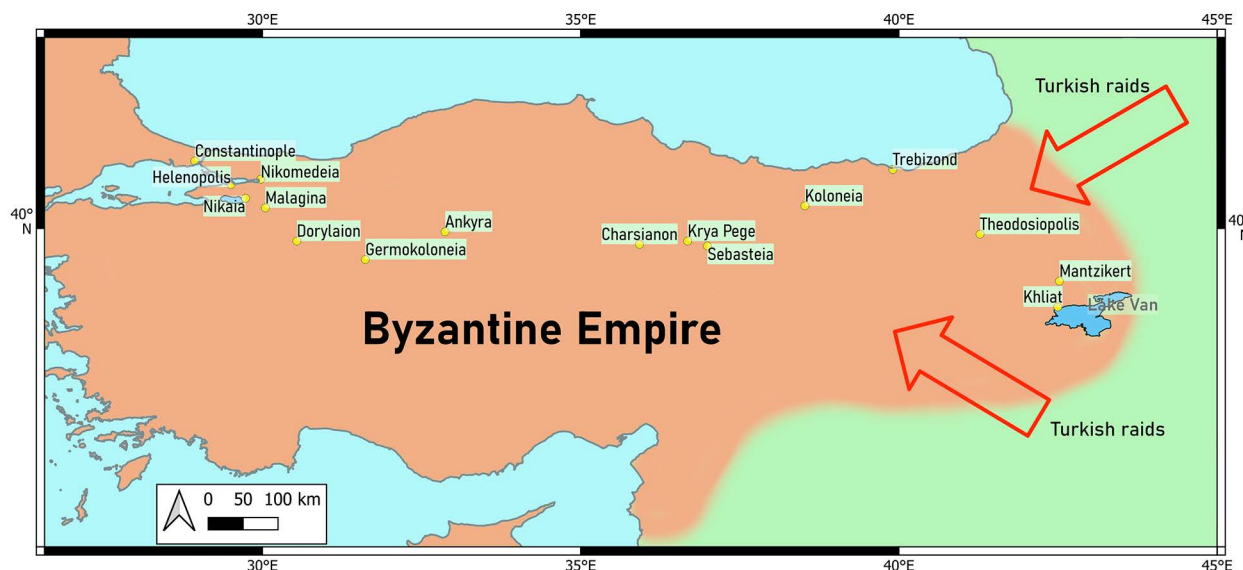 30°E 35°E 40°E 45°E
Turkish raids
Constantinople
Trebizond
Helenopolis
Nikomedeia
Nikaia
Malagina
Koloneia
40°
N
40
Dorylaion
Ankyra
Charsianon
Krya Pege
Theodosiopolis
Germokoloneia
Sebasteia
Mantzikert
Khliat
Lake Van
Byzantine Empire
Turkish raids
0 50 100 km
30°E 35°E 40°E 45°E